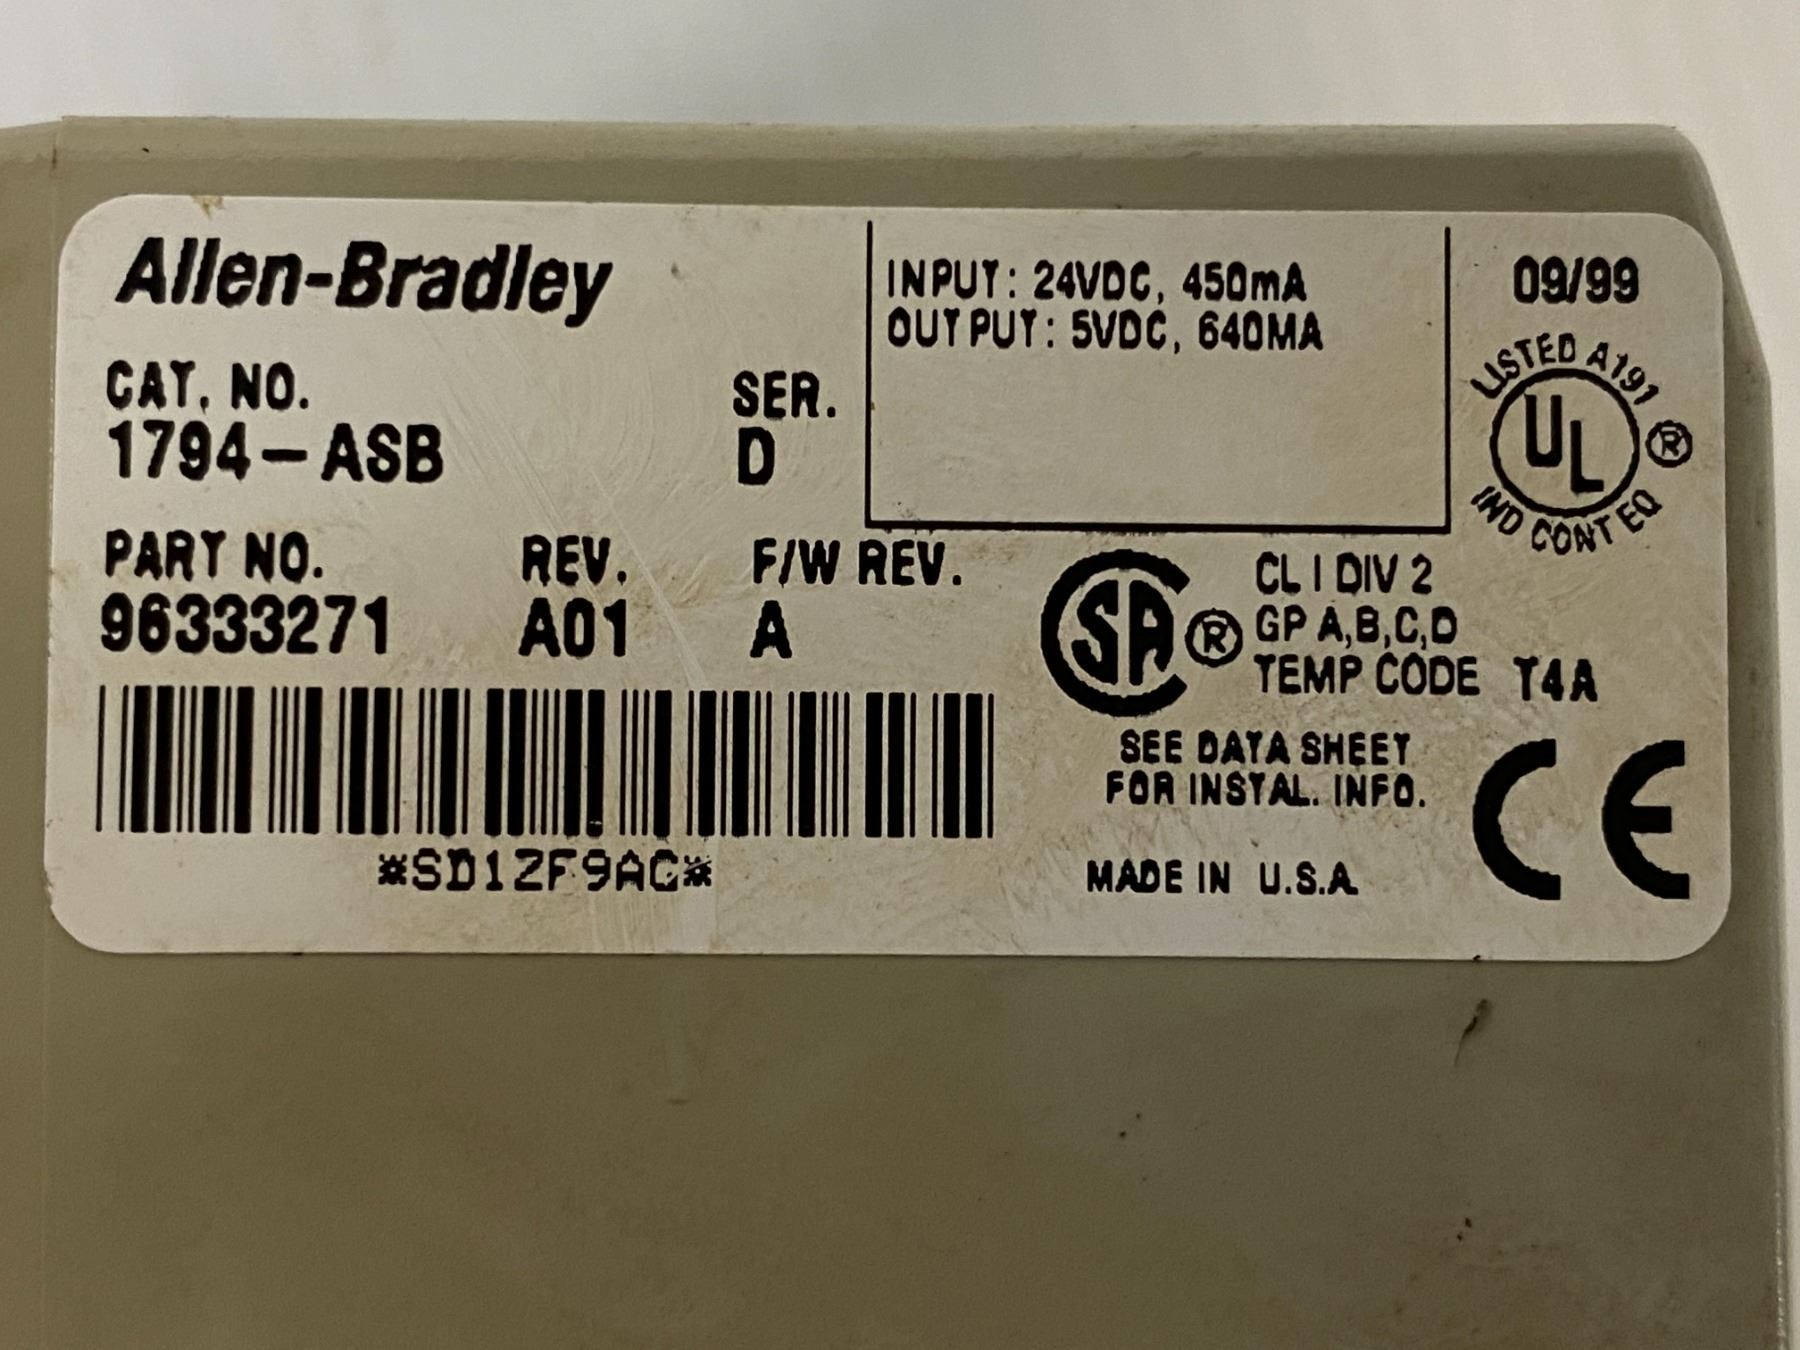 Allen-Bradley
CAT. NO.
1794-ASB
SER.
D
PART NO.
96333271
REV.
A01
F/W REV.
A
*SD1ZF9AG*
INPUT: 24VDC, 450mA
OUTPUT: 5VDC, 640MA
09/99
LISTED A191
UL ®
IND CONT EQ
SA ®
CL I DIV 2
GP A,B,C,D
TEMP CODE T4A
SEE DATA SHEET
FOR INSTAL. INFO.
MADE IN U.S.A.
CE